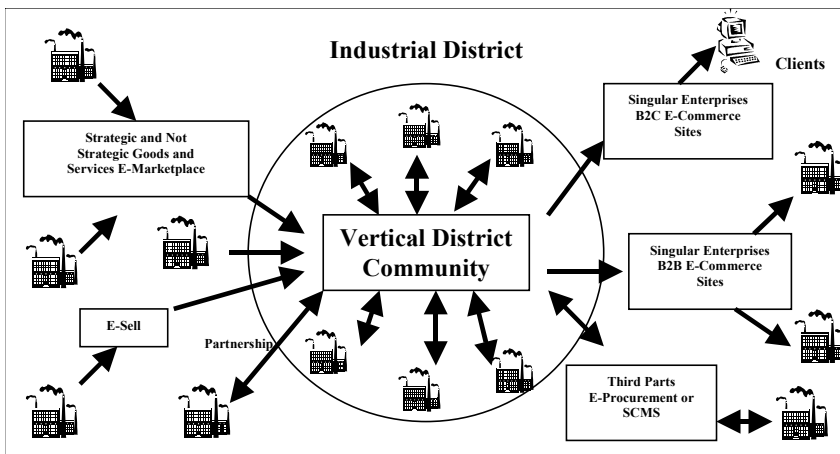 Industrial District
Clients
Singular Enterprises
B2C E-Commerce
Sites
Strategic and Not
Strategic Goods and
Services E-Marketplace
Vertical District
Community
Singular Enterprises
B2B E-Commerce
Sites
E-Sell
Partnership
Third Parts
E-Procurement or
SCMS